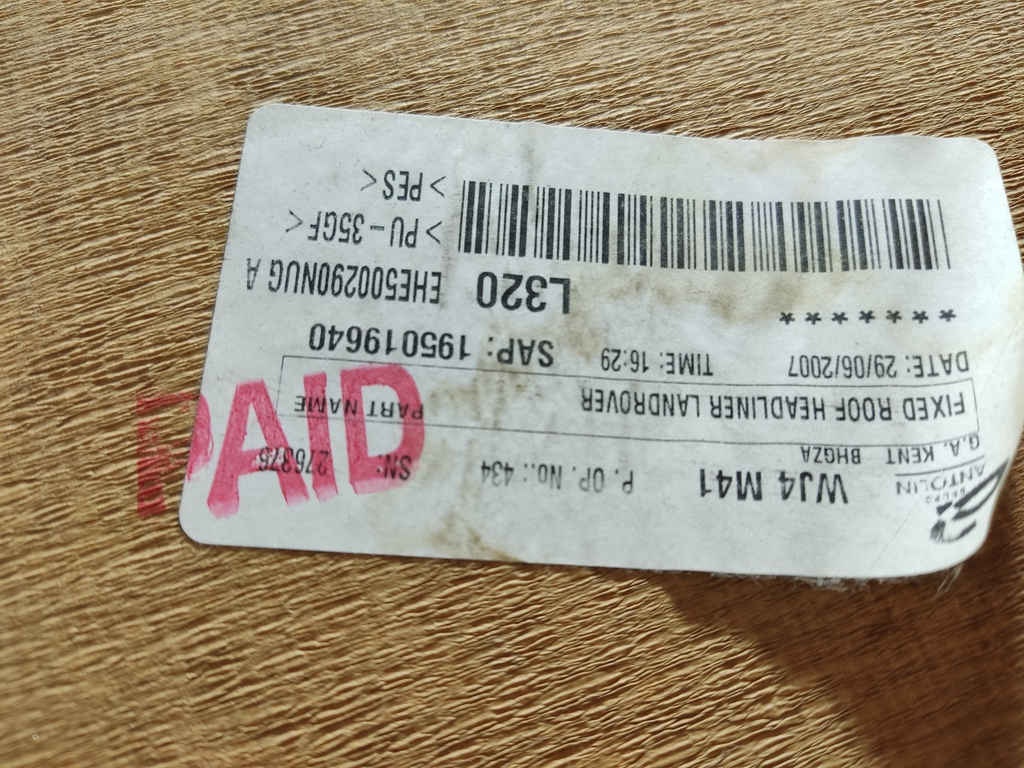 GRUPO
ANTOLIN
G.A. KENT BHGZA
WJ4 M41
P. OP. No.: 434
SN: 276376
FIXED ROOF HEADLINER LANDROVER
PART NAME
PAID
DATE: 29/06/2007
TIME: 16:29
SAP: 195019640
********
L320
EHE500290NUG A
> PU-35GF <
> PES <